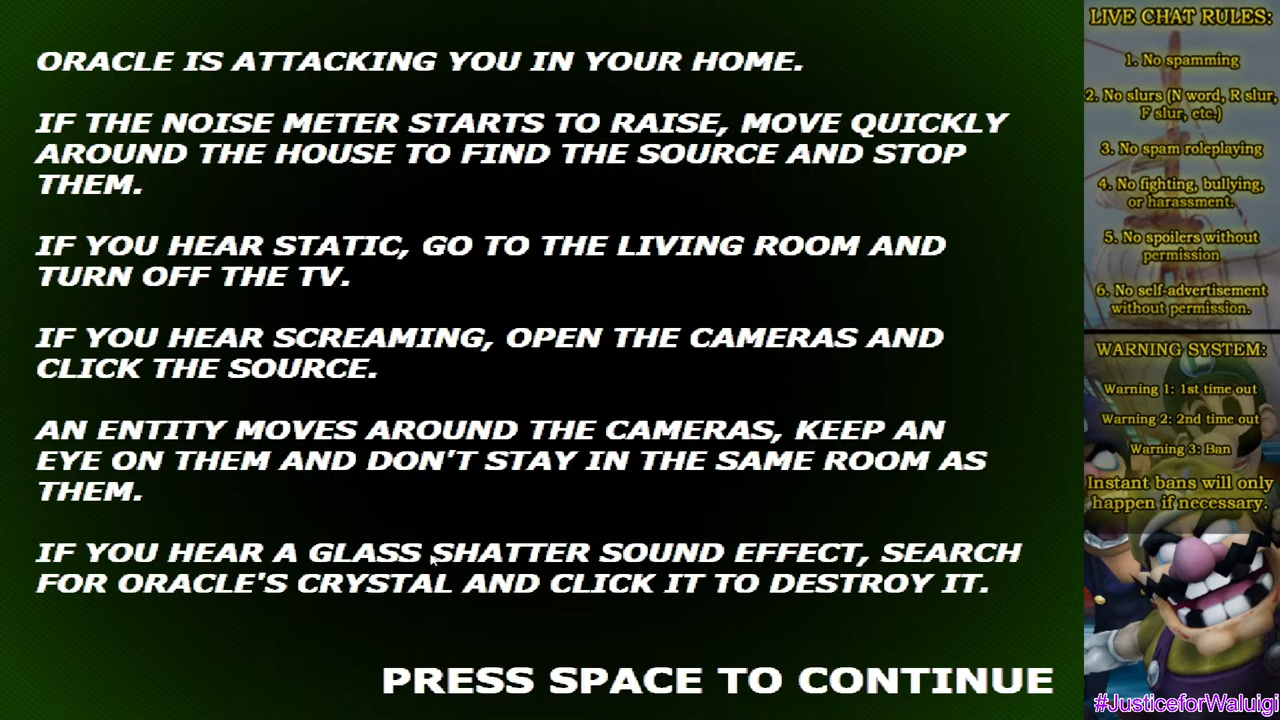 ORACLE IS ATTACKING YOU IN YOUR HOME.
IF THE NOISE METER STARTS TO RAISE, MOVE QUICKLY
AROUND THE HOUSE TO FIND THE SOURCE AND STOP
THEM.
IF YOU HEAR STATIC, GO TO THE LIVING ROOM AND
TURN OFF THE TV.
IF YOU HEAR SCREAMING, OPEN THE CAMERAS AND
CLICK THE SOURCE.
AN ENTITY MOVES AROUND THE CAMERAS, KEEP AN
EYE ON THEM AND DON'T STAY IN THE SAME ROOM AS
THEM.
IF YOU HEAR A GLASS SHATTER SOUND EFFECT, SEARCH
FOR ORACLE'S CRYSTAL AND CLICK IT TO DESTROY IT.
PRESS SPACE TO CONTINUE
LIVE CHAT RULES:
1. No spamming
2. No slurs (N word, R slur,
F slur, etc.)
3. No spam roleplaying
4. No fighting, bullying,
or harassment.
5. No spoilers without
permission
6. No self-advertisement
without permission.
WARNING SYSTEM:
Warning 1: 1st time out
Warning 2: 2nd time out
Warning 3: Ban
Instant bans will only
happen if necessary.
#JusticeforWaluigi